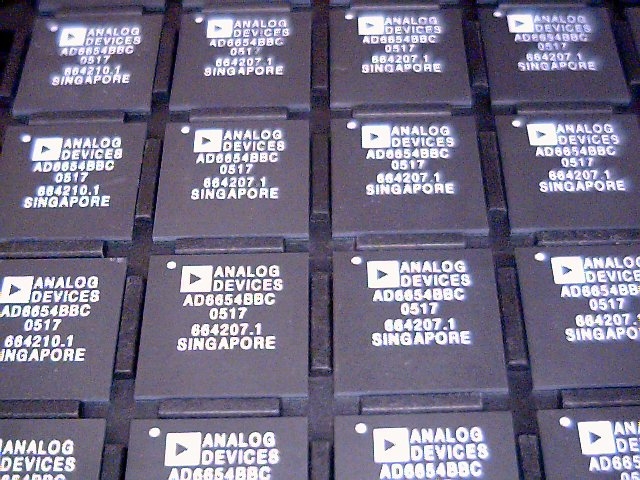 ANALOG
DEVICES
AD6654BBC
0517
664210.1
SINGAPORE
ANALOG
DEVICES
AD6654BBC
0517
664207.1
SINGAPORE
ANALOG
DEVICES
AD6654BBC
0517
664207.1
SINGAPORE
ANALOG
DEVICES
AD6654BBC
0517
664207.1
SINGAPORE
ANALOG
DEVICES
AD6654BBC
0517
664210.1
SINGAPORE
ANALOG
DEVICES
AD6654BBC
0517
664207.1
SINGAPORE
ANALOG
DEVICES
AD6654BBC
0517
664207.1
SINGAPORE
ANALOG
DEVICES
AD6654BBC
0517
664207.1
SINGAPORE
ANALOG
DEVICES
AD6654BBC
0517
664210.1
SINGAPORE
ANALOG
DEVICES
AD6654BBC
0517
664207.1
SINGAPORE
ANALOG
DEVICES
AD6654BBC
0517
664207.1
SINGAPORE
ANALOG
DEVICES
AD6654BB
0517
664207.1
SINGAPO
ANALOG
DEVICES
AD6654BBC
ANALOG
DEVICES
AD6654BBC
ANALOG
DEVICES
AD6654BBC